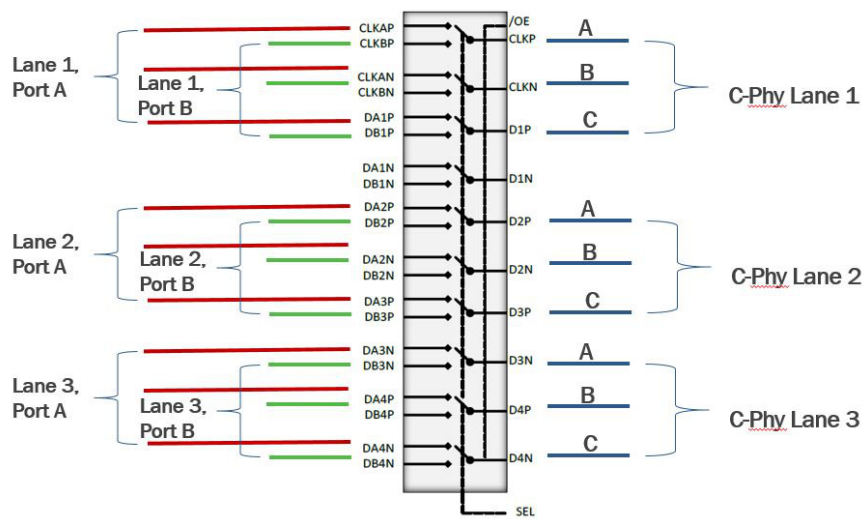 Lane 1,
Port A
Lane 1,
Port B
CLKAP
CLKBP
CLKAN
CLKBN
DA1P
DB1P
DA1N
DB1N
/OE
CLKP
CLKN
D1P
D1N
A
B
C
C-Phy Lane 1
Lane 2,
Port A
Lane 2,
Port B
DA2P
DB2P
DA2N
DB2N
DA3P
DB3P
D2P
D2N
D3P
A
B
C
C-Phy Lane 2
Lane 3,
Port A
Lane 3,
Port B
DA3N
DB3N
DA4P
DB4P
DA4N
DB4N
D3N
D4P
D4N
SEL
A
B
C
C-Phy Lane 3